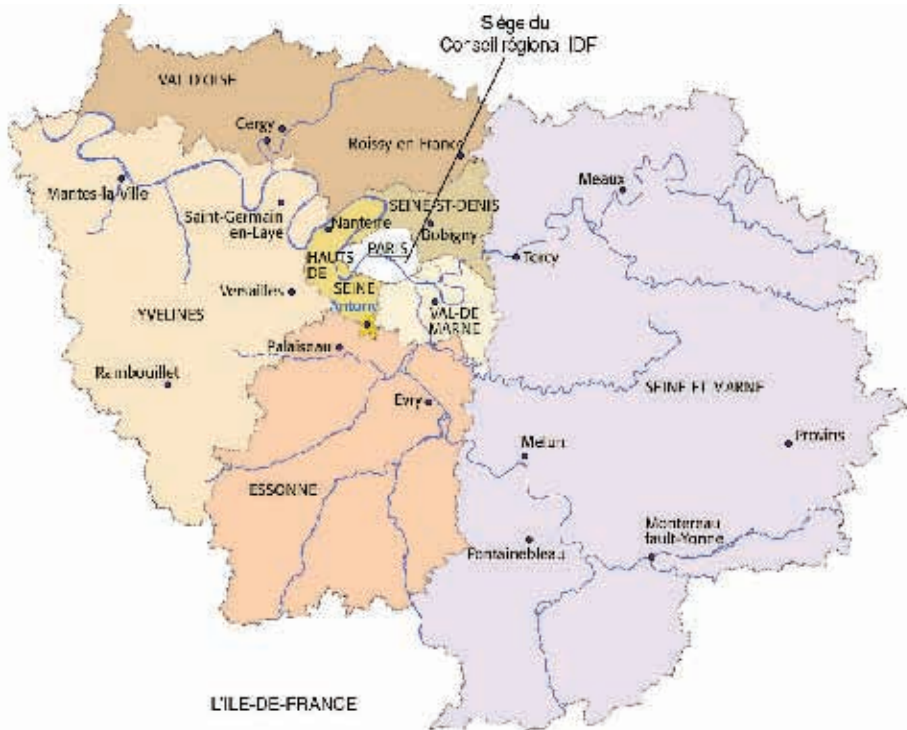 Siège du
Conseil régional IDF
VAL D'OISE
Cergy
Roissy-en-France
Mantes-la-Ville
Meaux
Saint-Germain
en-Laye
SEINE-ST-DENIS
Nanterre
Bobigny
PARIS
HAUTS
DE
SEINE
Torcy
Versailles
Antony
VAL-DE
MARNE
YVELINES
Palaiseau
Rambouillet
SEINE ET MARNE
Evry
Melun
Provins
ESSONNE
Montereau
fault-Yonne
Fontainebleau
L'ILE-DE-FRANCE